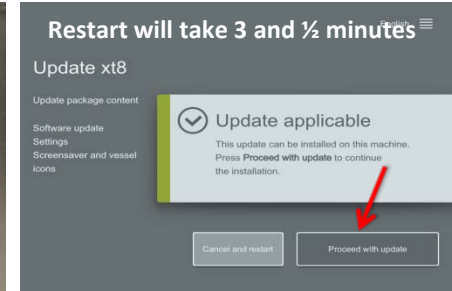 Restart will take 3 and ½ minutes
English
Update xt8
Update package content
Software update
Settings
Screensaver and vessel
icons
Update applicable
This update can be installed on this machine.
Press Proceed with update to continue
the installation.
Cancel and restart
Proceed with update